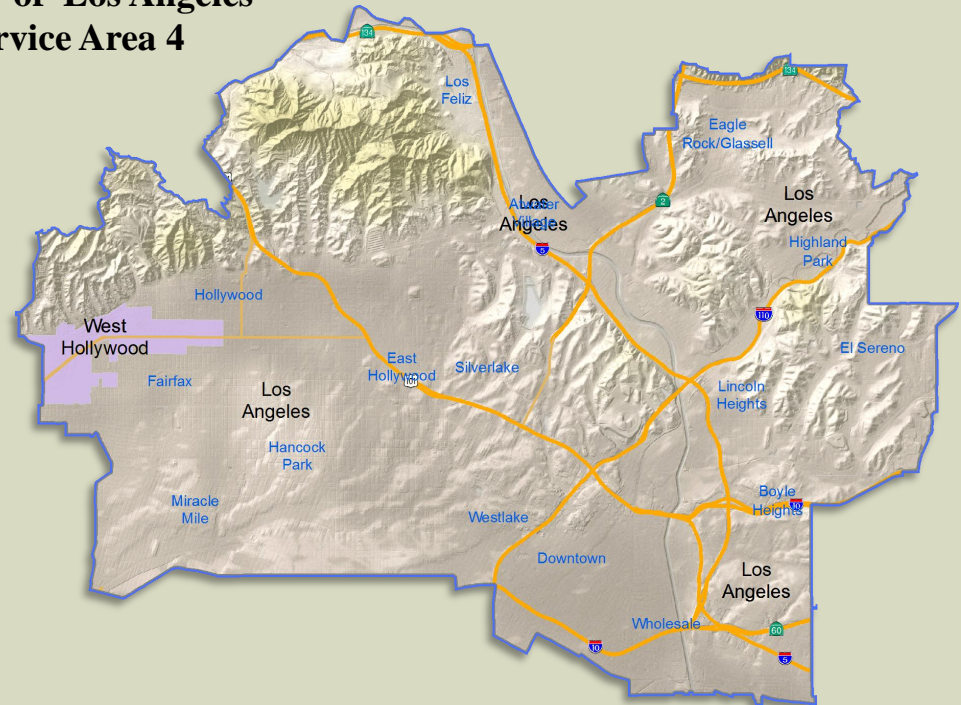 of Los Angeles
rvice Area 4
134
134
Los
Feliz
Eagle
Rock/Glassell
Los
Angeles
2
Los
Angeles
Atwater
Village
5
Highland
Park
Hollywood
110
West
Hollywood
El Sereno
East
Hollywood
101
Silverlake
Fairfax
Los
Angeles
Lincoln
Heights
Hancock
Park
Miracle
Mile
Boyle
Heights
10
Westlake
Downtown
Los
Angeles
Wholesale
60
10
5